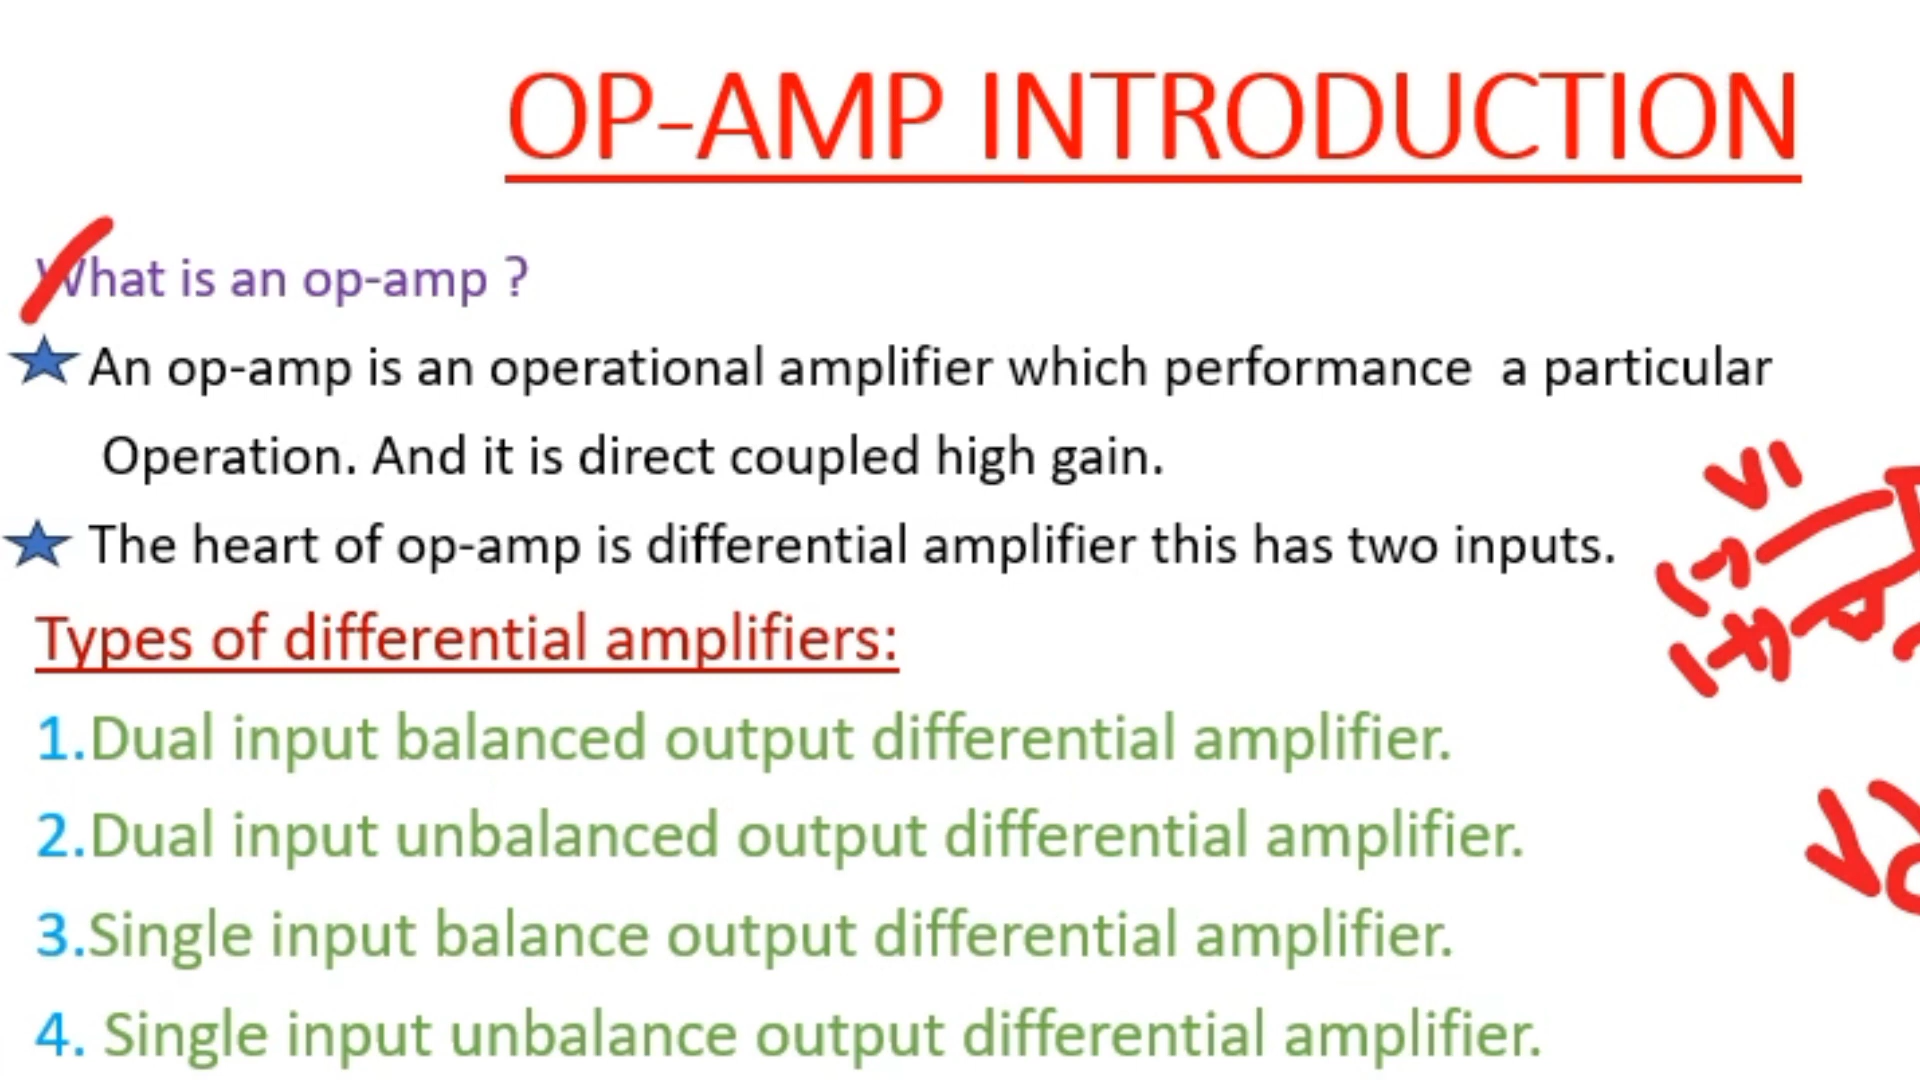 OP-AMP INTRODUCTION
What is an op-amp ?
An op-amp is an operational amplifier which performance a particular
Operation. And it is direct coupled high gain.
V1
The heart of op-amp is differential amplifier this has two inputs.
(-)
(+)
Types of differential amplifiers:
1.Dual input balanced output differential amplifier.
2.Dual input unbalanced output differential amplifier.
3.Single input balance output differential amplifier.
4. Single input unbalance output differential amplifier.